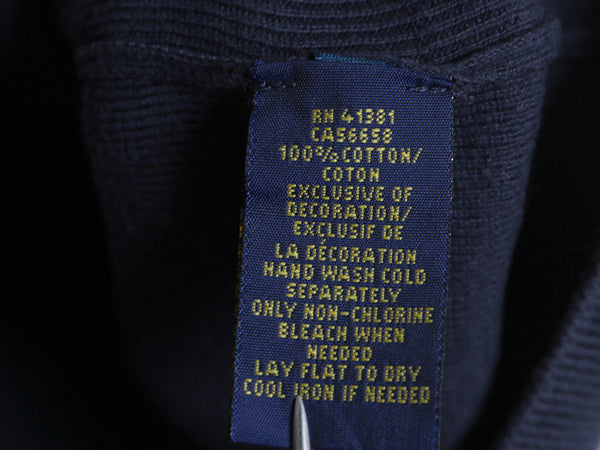 RN 41381
CA56658
100% COTTON/
COTON
EXCLUSIVE OF
DECORATION/
EXCLUSIF DE
LA DÉCORATION
HAND WASH COLD
SEPARATELY
ONLY NON-CHLORINE
BLEACH WHEN
NEEDED
LAY FLAT TO DRY
COOL IRON IF NEEDED